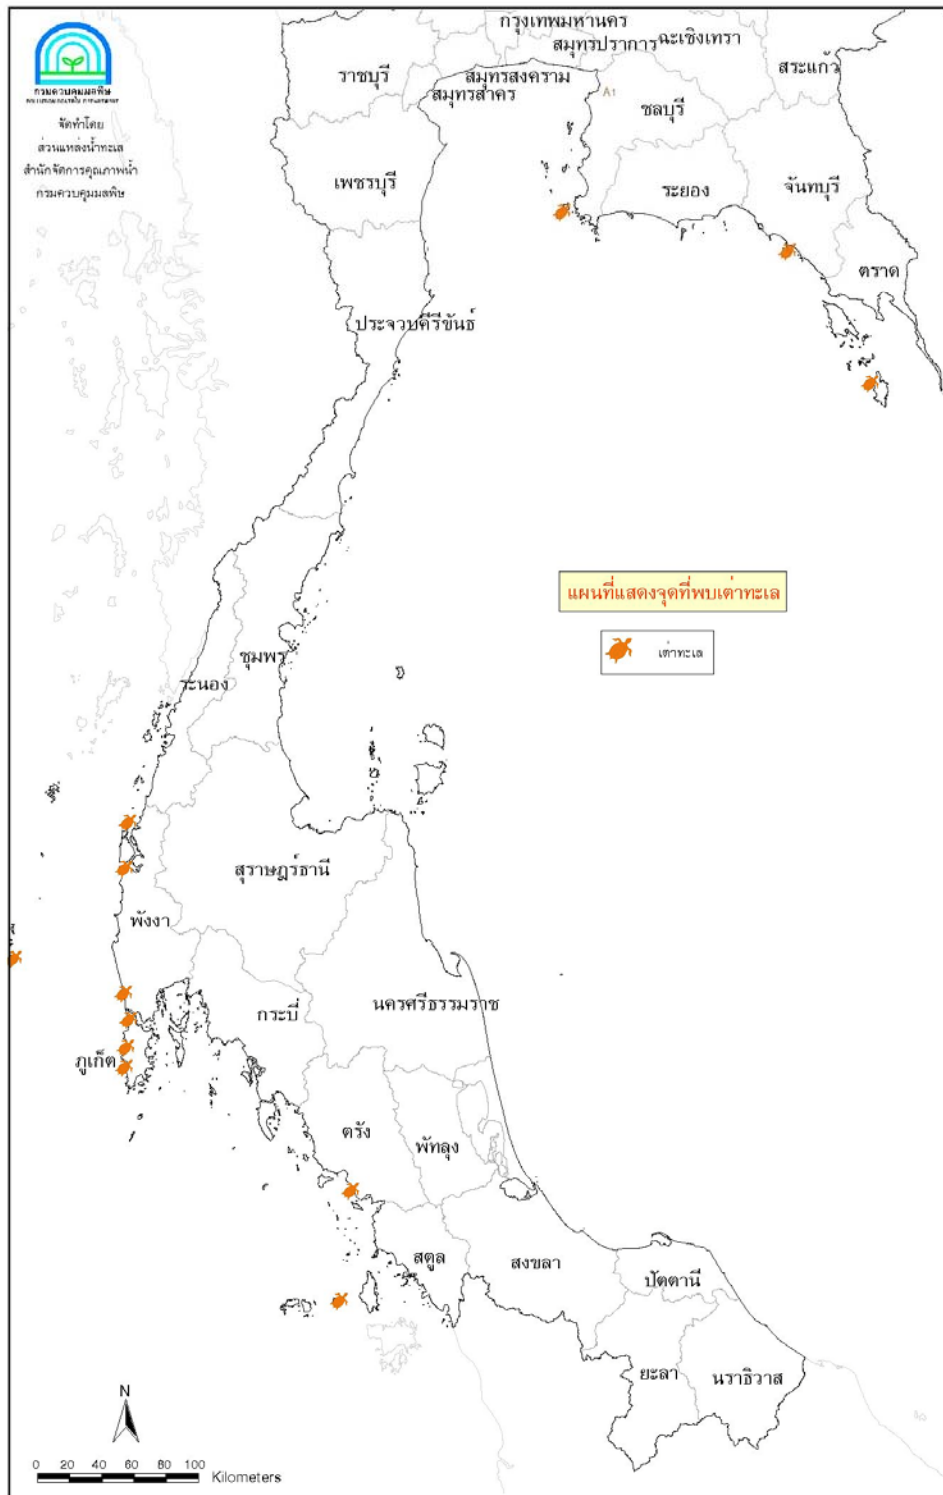 กรมควบคุมมลพิษ
จัดทำโดย
ส่วนแหล่งน้ำทะเล
สำนักจัดการคุณภาพน้ำ
กรมควบคุมมลพิษ
กรุงเทพมหานคร
สมุทรปราการ
ฉะเชิงเทรา
สระแก้ว
ราชบุรี
สมุทรสงคราม
สมุทรสาคร
A1
ชลบุรี
เพชรบุรี
ระยอง
จันทบุรี
ตราด
ประจวบคีรีขันธ์
แผนที่แสดงจุดที่พบเต่าทะเล
เต่าทะเล
ชุมพร
ระนอง
สุราษฎร์ธานี
พังงา
นครศรีธรรมราช
กระบี่
ภูเก็ต
ตรัง
พัทลุง
สตูล
สงขลา
ปัตตานี
ยะลา
นราธิวาส
N
0 20 40 60 80 100
Kilometers